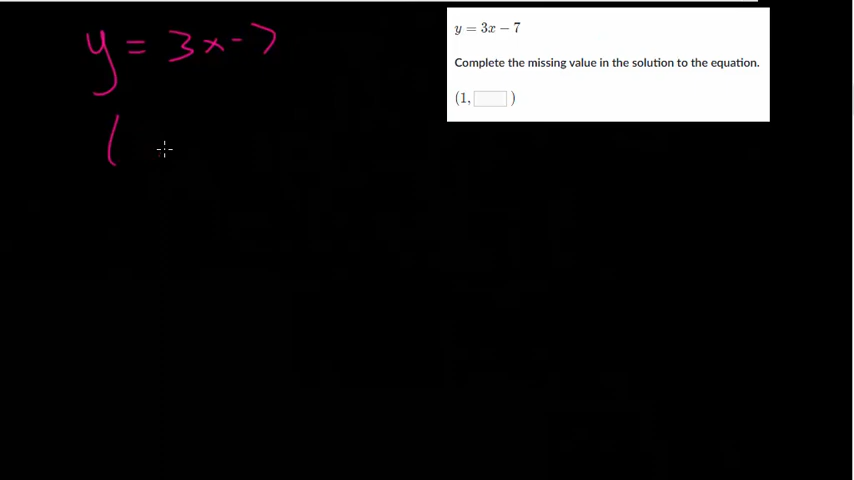 y = 3x - 7
(
y = 3x − 7
Complete the missing value in the solution to the equation.
(1, )